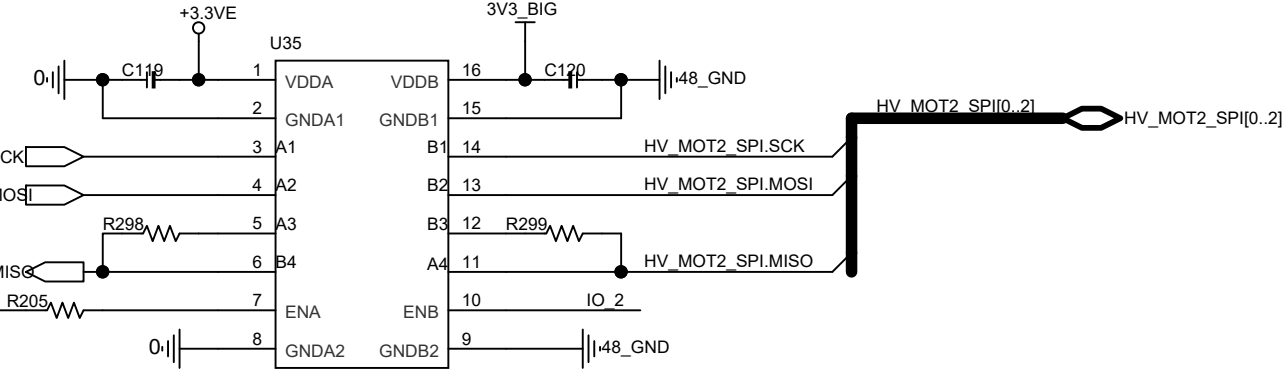 +3.3VE
3V3_BIG
U35
0
C119
1
VDDA
VDDB
16
C120
48_GND
2
GNDA1
GNDB1
15
HV_MOT2_SPI[0..2]
HV_MOT2_SPI[0..2]
CK
3
A1
B1
14
HV_MOT2_SPI.SCK
MOSI
4
A2
B2
13
HV_MOT2_SPI.MOSI
R298
5
A3
B3
12
R299
MISO
6
B4
A4
11
HV_MOT2_SPI.MISO
R205
7
ENA
ENB
10
IO_2
0
8
GNDA2
GNDB2
9
48_GND